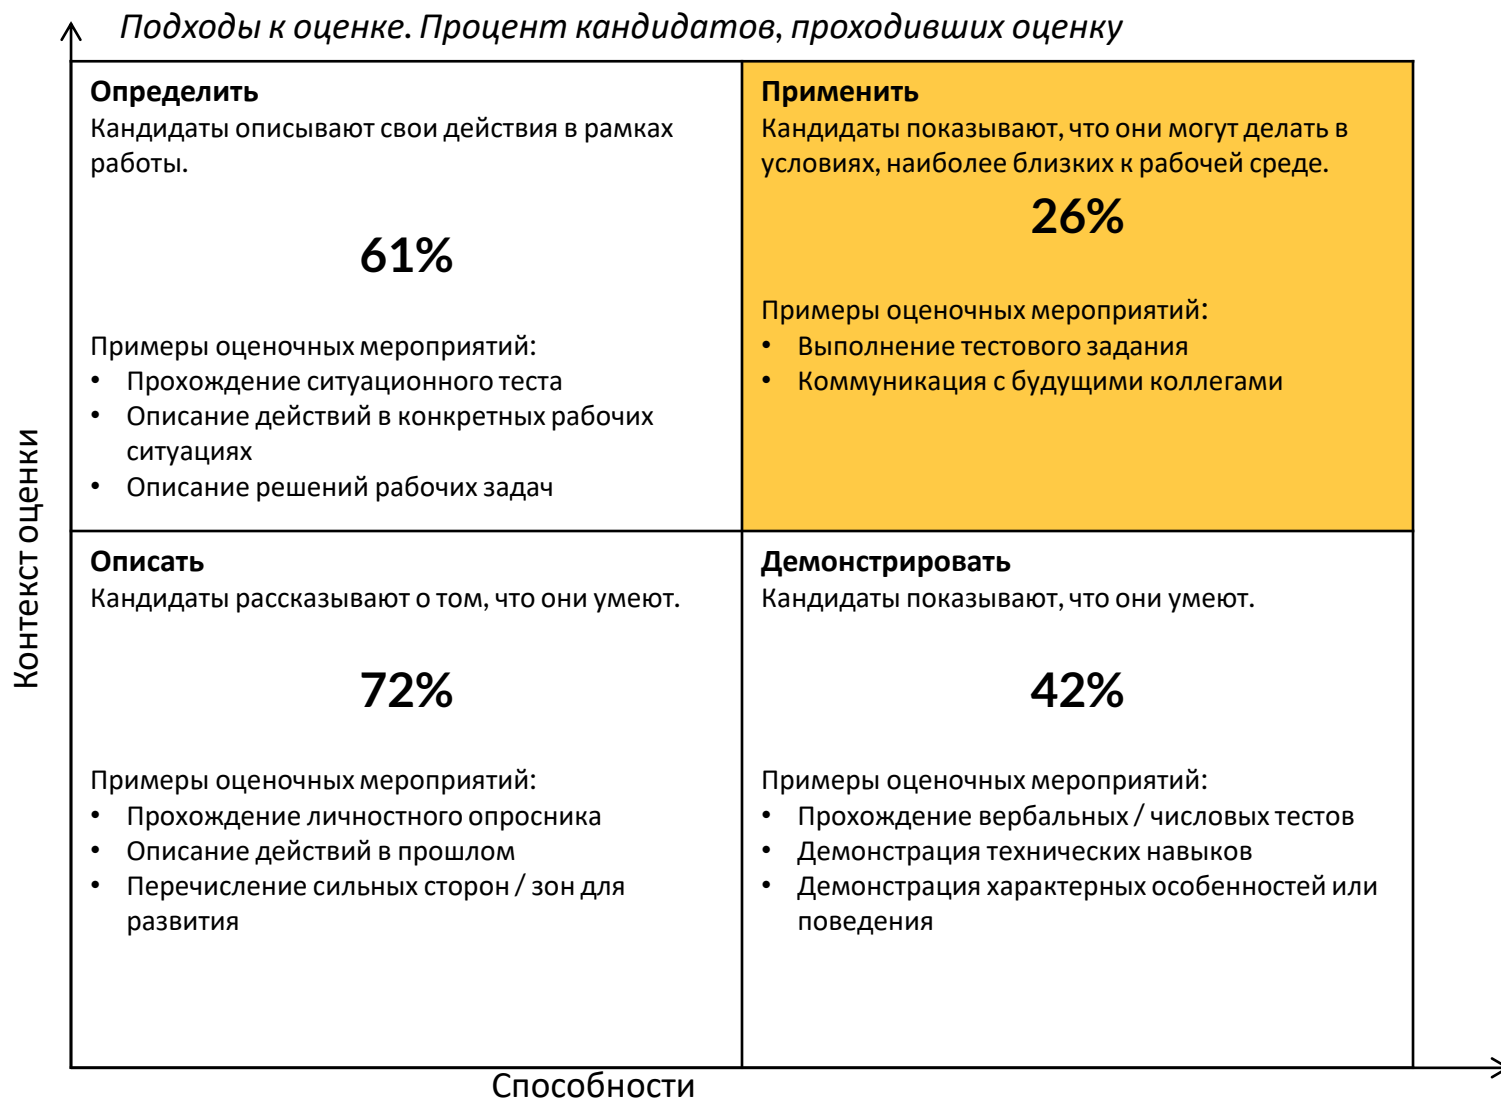 Подходы к оценке. Процент кандидатов, проходивших оценку
Определить
Кандидаты описывают свои действия в рамках
работы.
61%
Примеры оценочных мероприятий:
• Прохождение ситуационного теста
• Описание действий в конкретных рабочих
ситуациях
• Описание решений рабочих задач
Применить
Кандидаты показывают, что они могут делать в
условиях, наиболее близких к рабочей среде.
26%
Примеры оценочных мероприятий:
• Выполнение тестового задания
• Коммуникация с будущими коллегами
Описать
Кандидаты рассказывают о том, что они умеют.
72%
Примеры оценочных мероприятий:
• Прохождение личностного опросника
• Описание действий в прошлом
• Перечисление сильных сторон / зон для
развития
Демонстрировать
Кандидаты показывают, что они умеют.
42%
Примеры оценочных мероприятий:
• Прохождение вербальных / числовых тестов
• Демонстрация технических навыков
• Демонстрация характерных особенностей или
поведения
Контекст оценки
Способности